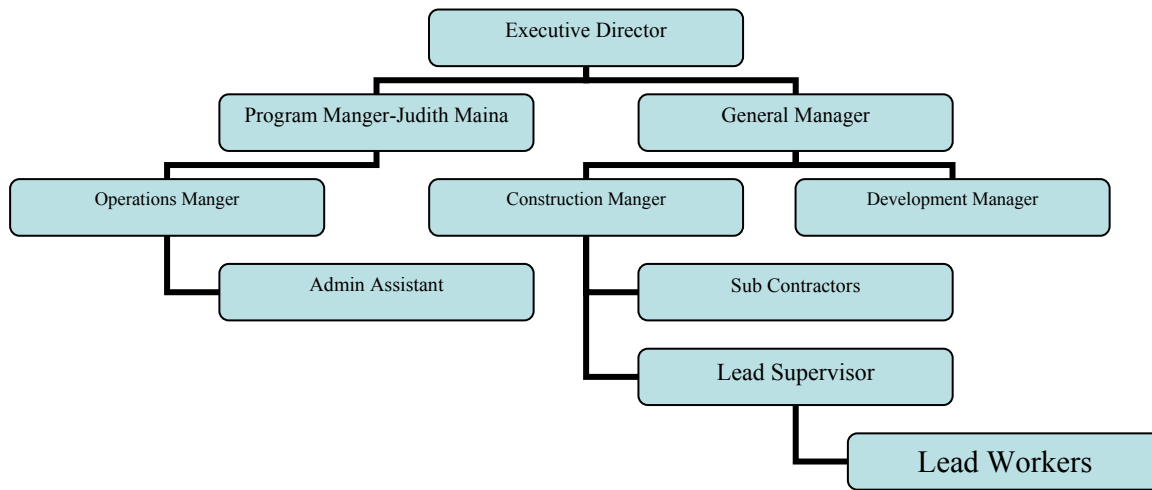 Executive Director
Program Manger-Judith Maina
General Manager
Operations Manger
Construction Manger
Development Manager
Admin Assistant
Sub Contractors
Lead Supervisor
Lead Workers